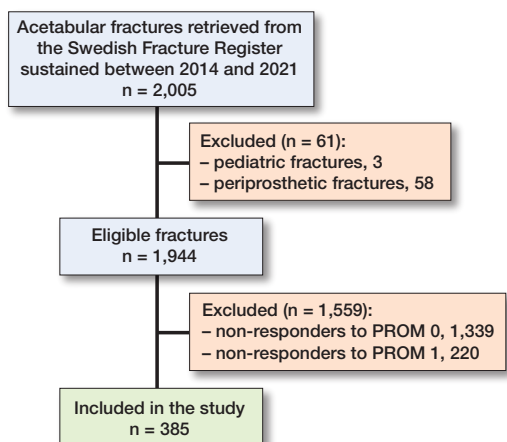 Acetabular fractures retrieved from
the Swedish Fracture Register
sustained between 2014 and 2021
n = 2,005
Excluded (n = 61):
– pediatric fractures, 3
– periprosthetic fractures, 58
Eligible fractures
n = 1,944
Excluded (n = 1,559):
– non-responders to PROM 0, 1,339
– non-responders to PROM 1, 220
Included in the study
n = 385